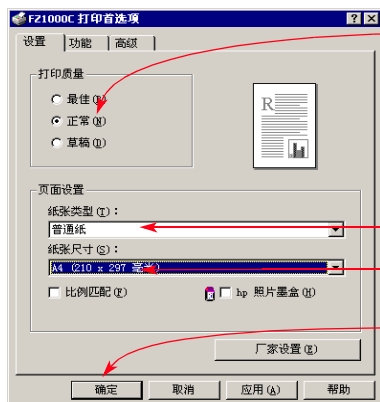 FZ1000C 打印首选项
设置 功能 高级
打印质量
最佳(B)
正常(N)
草稿(D)
R
页面设置
纸张类型(T):
普通纸
纸张尺寸(S):
A4 (210 x 297 毫米)
比例匹配(F) hp 照片墨盒(H)
厂家设置(E)
确定 取消 应用(A) 帮助